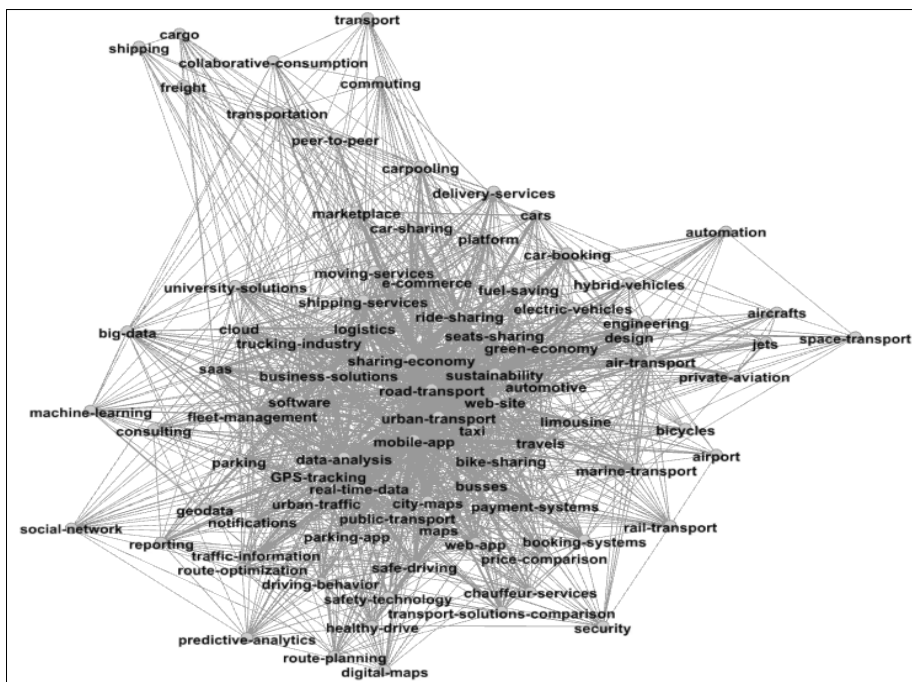 transport
cargo
shipping
collaborative-consumption
freight
commuting
transportation
peer-to-peer
carpooling
delivery-services
marketplace
cars
car-sharing
platform
automation
car-booking
moving-services
e-commerce
hybrid-vehicles
university-solutions
fuel-saving
shipping-services
electric-vehicles
aircrafts
ride-sharing
engineering
big-data
cloud
logistics
seats-sharing
design
space-transport
trucking-industry
green-economy
jets
sharing-economy
air-transport
saas
business-solutions
sustainability
private-aviation
road-transport
automotive
software
web-site
machine-learning
fleet-management
urban-transport
limousine
consulting
taxi
bicycles
mobile-app
travels
parking
data-analysis
bike-sharing
airport
marine-transport
GPS-tracking
real-time-data
busses
geodata
urban-traffic
city-maps
payment-systems
social-network
notifications
public-transport
rail-transport
parking-app
maps
reporting
web-app
booking-systems
traffic-information
price-comparison
route-optimization
safe-driving
driving-behavior
chauffeur-services
safety-technology
transport-solutions-comparison
healthy-drive
security
predictive-analytics
route-planning
digital-maps